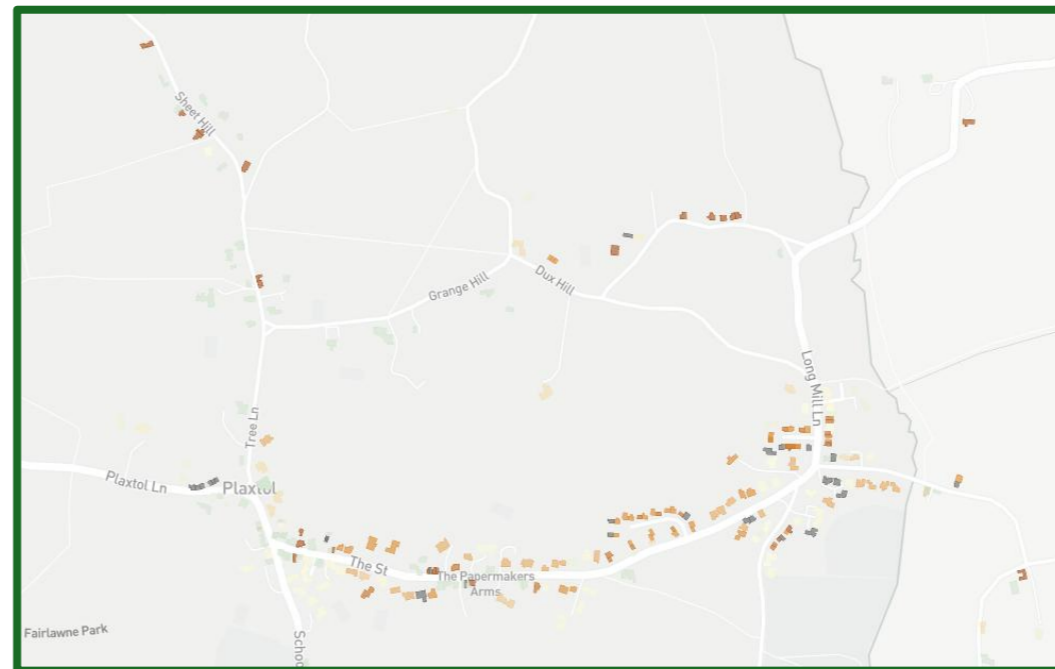 Sheet Hill
Grange Hill
Dux Hill
Long Mill Ln
Tree Ln
Plaxtol Ln
Plaxtol
The St
The Papermakers
Arms
Fairlawne Park
Schoo